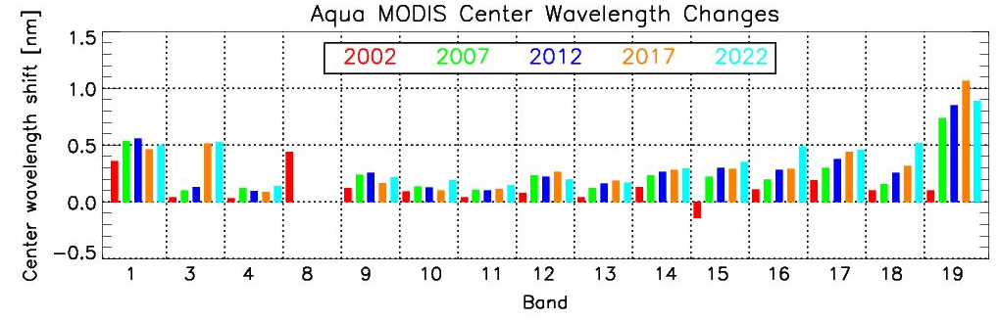 Aqua MODIS Center Wavelength Changes
Center wavelength shift [nm]
1.5
1.0
0.5
0.0
−0.5
2002 2007 2012 2017 2022
1 3 4 8 9 10 11 12 13 14 15 16 17 18 19
Band